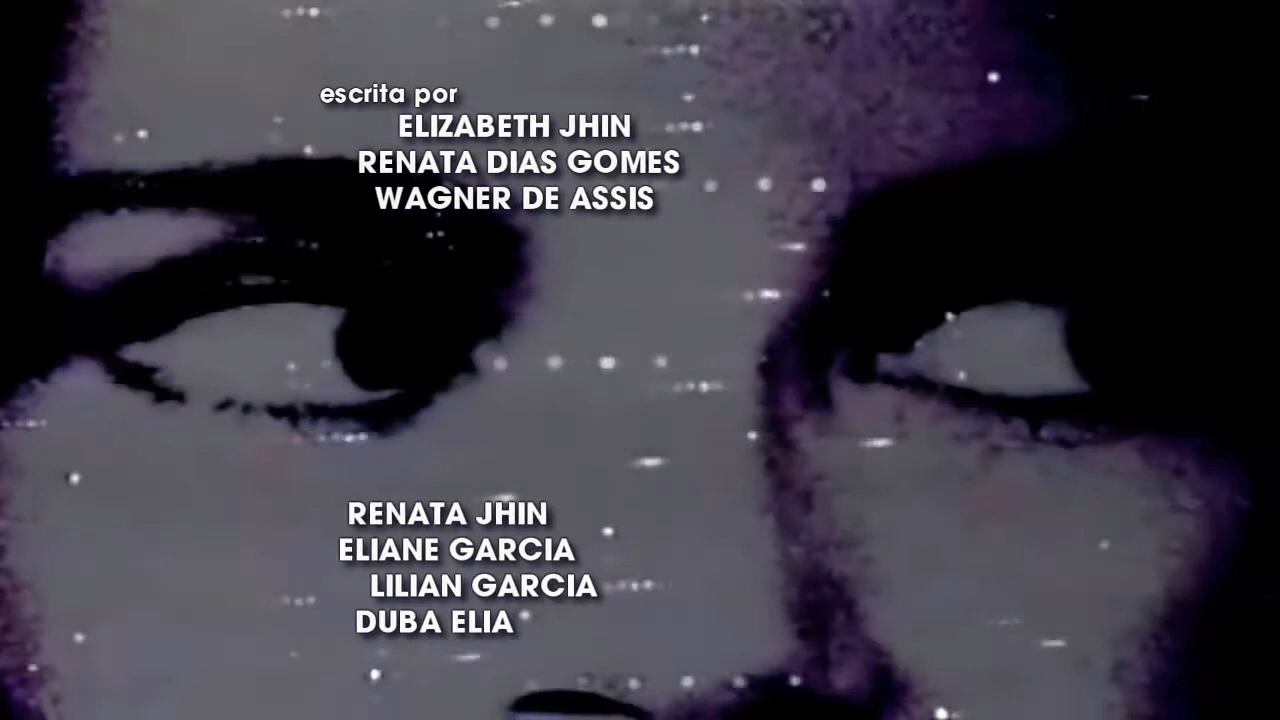 escrita por
ELIZABETH JHIN
RENATA DIAS GOMES
WAGNER DE ASSIS
RENATA JHIN
ELIANE GARCIA
LILIAN GARCIA
DUBA ELIA